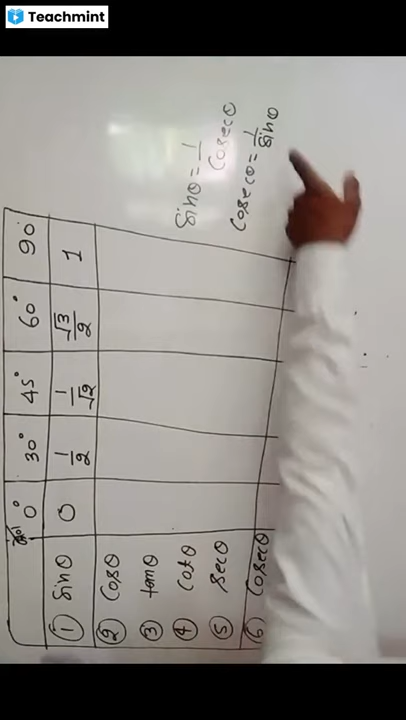 Teachmint
0° 30° 45° 60° 90°
① sinθ 0 1/2 1/√2 √3/2 1
② cosθ
③ tanθ
④ cotθ
⑤ secθ
⑥ cosecθ
sinθ = 1/cosecθ
cosecθ = 1/sinθ